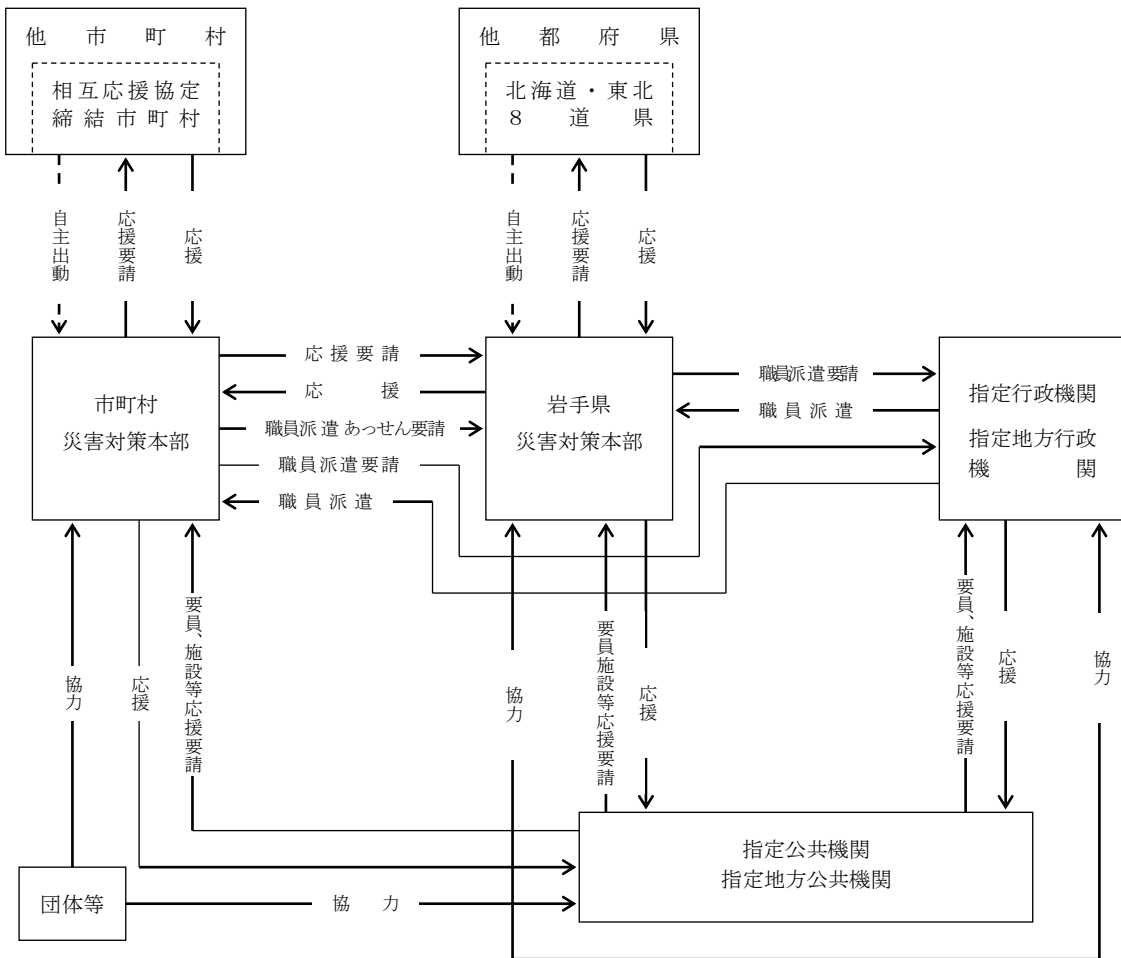 他市町村
相互応援協定
締結市町村
他都府県
北海道・東北
８道県
自主出動
応援要請
応援
自主出動
応援要請
応援
市町村
災害対策本部
応援要請
応援
職員派遣あっせん要請
職員派遣要請
職員派遣
岩手県
災害対策本部
職員派遣要請
職員派遣
指定行政機関
指定地方行政
機関
協力
応援
要員、施設等応援要請
協力
要員施設等応援要請
応援
要員、施設等応援要請
応援
協力
指定公共機関
指定地方公共機関
団体等
協力